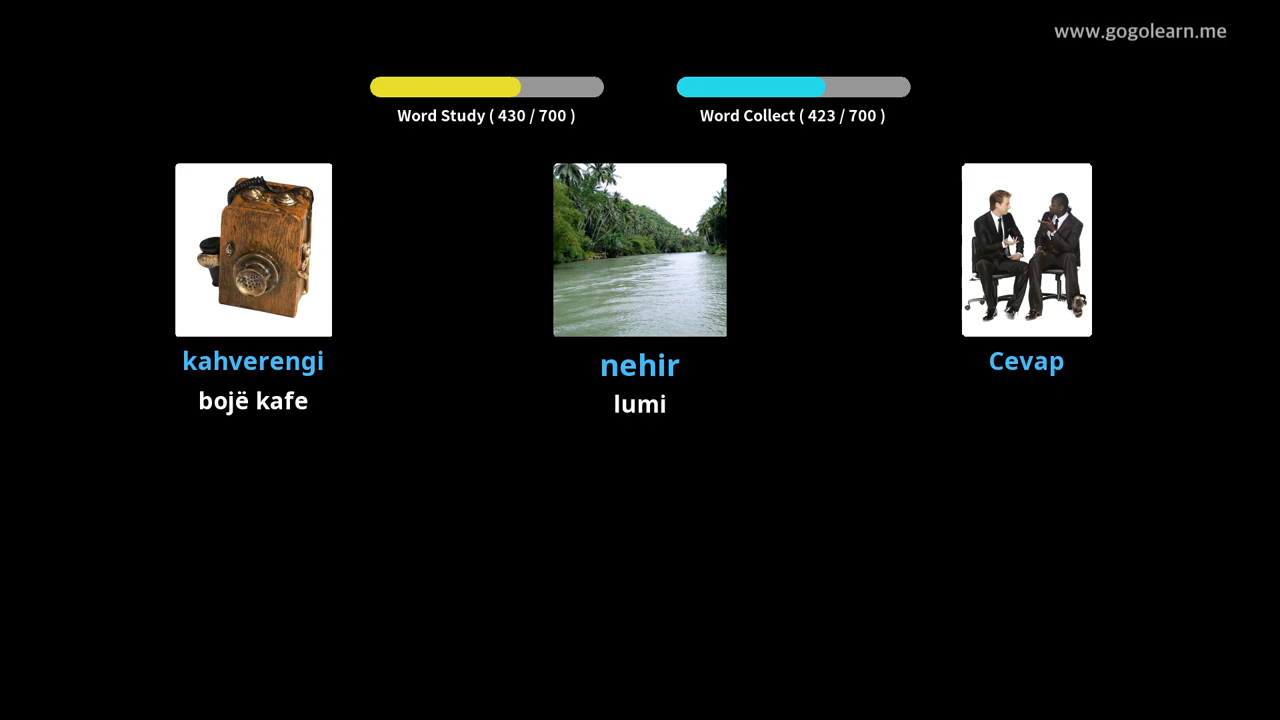 www.gogolearn.me
Word Study ( 430 / 700 )
Word Collect ( 423 / 700 )
kahverengi
bojë kafe
nehir
lumi
Cevap